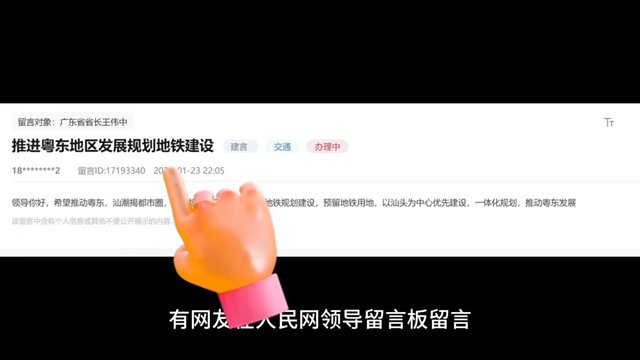 留言对象：广东省省长王伟中
推进粤东地区发展规划地铁建设 建言 交通 办理中
18********2 留言ID:17193340 20 01-23 22:05
领导你好，希望推动粤东，汕潮揭都市圈， 地铁规划建设，预留地铁用地，以汕头为中心优先建设，一体化规划，推动粤东发展
该留言中含有个人信息或其他不便公开展示的内容
有网友在人民网领导留言板留言